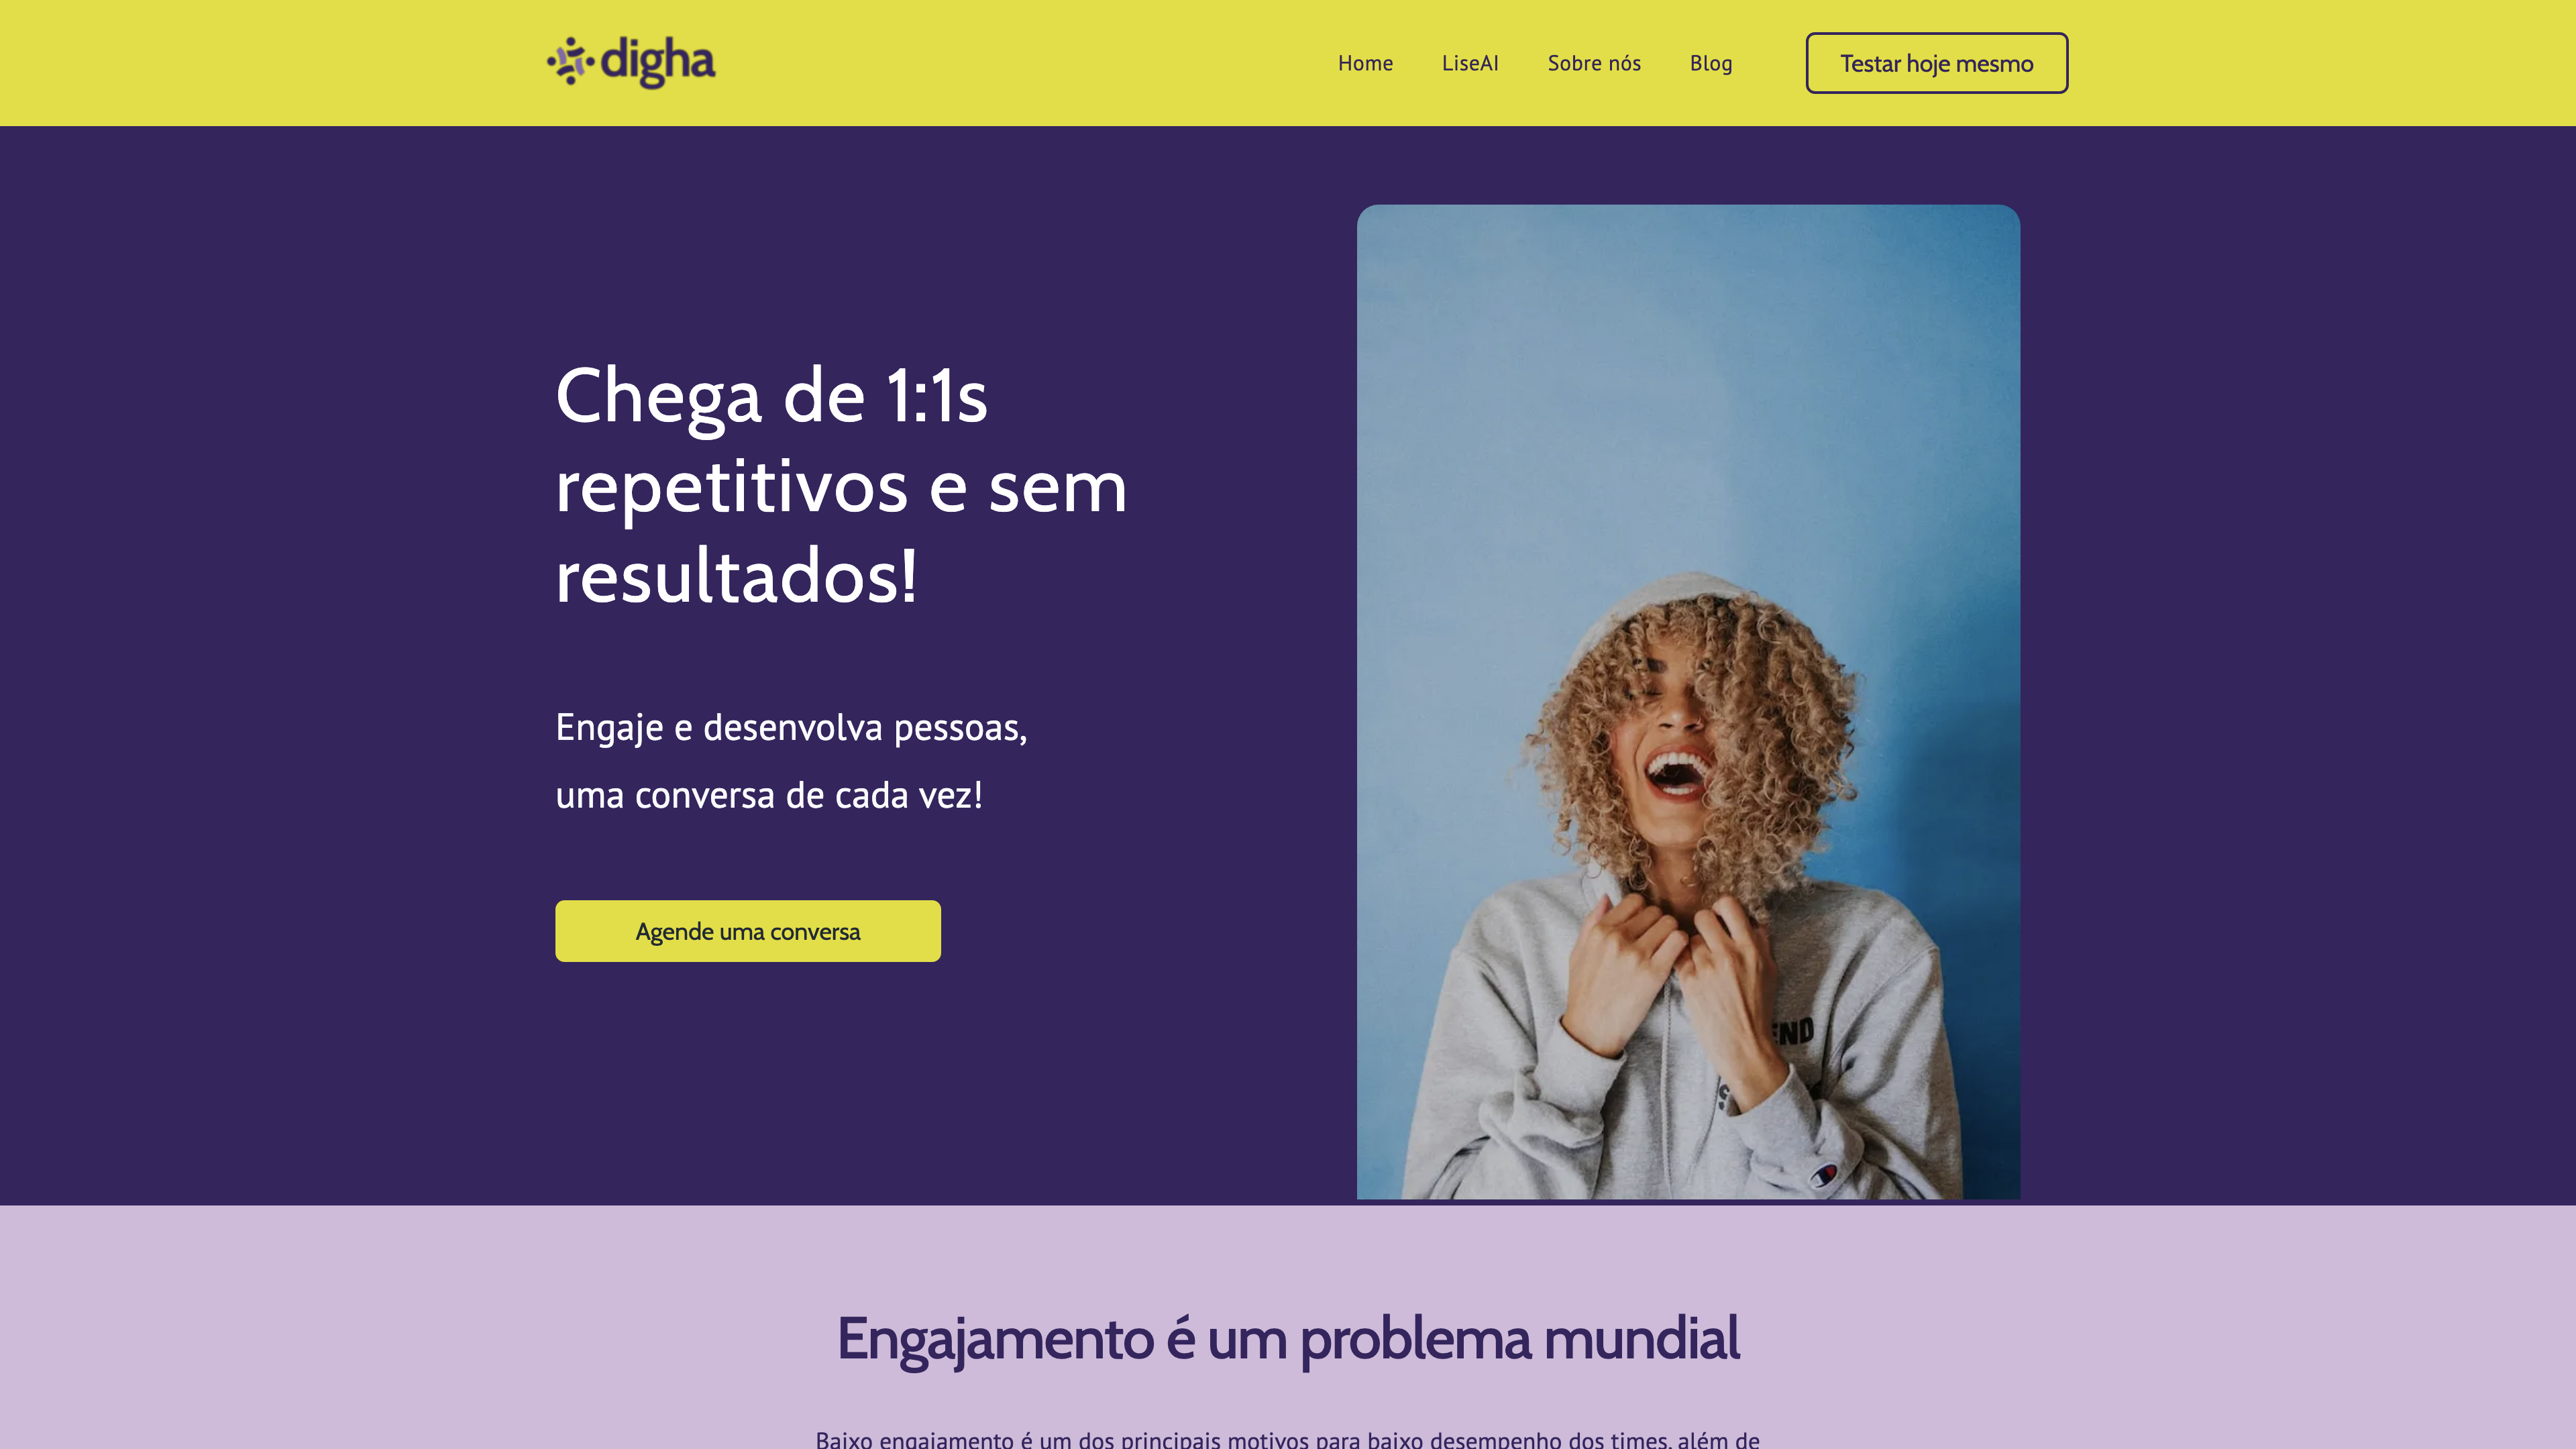 digha
Home
LiseAI
Sobre nós
Blog
Testar hoje mesmo
Chega de 1:1s
repetitivos e sem
resultados!
Engaje e desenvolva pessoas,
uma conversa de cada vez!
Agende uma conversa
Engajamento é um problema mundial
Baixo engajamento é um dos principais motivos para baixo desempenho dos times, além de